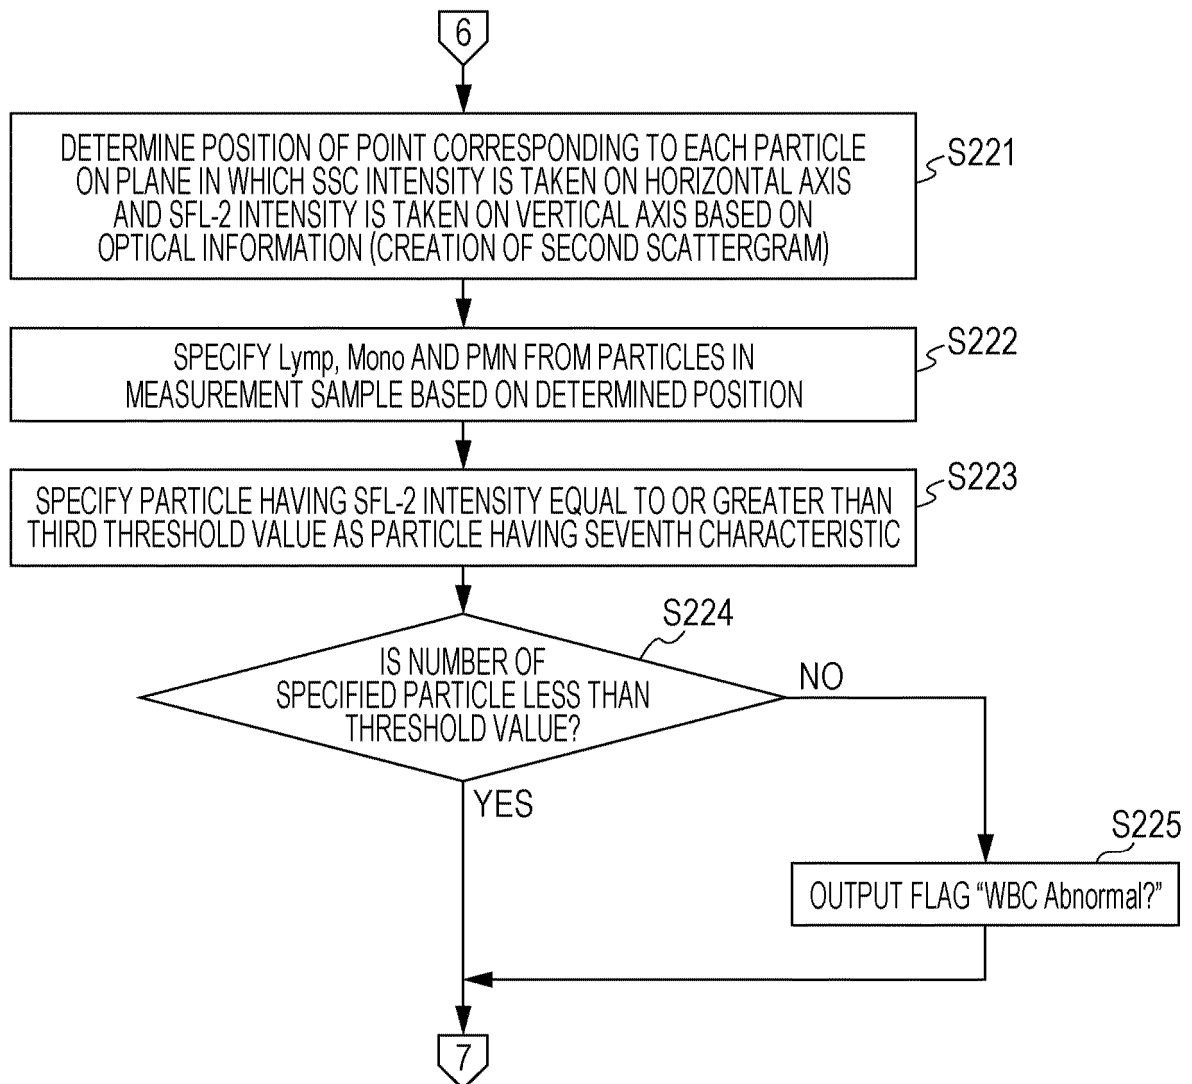 6
DETERMINE POSITION OF POINT CORRESPONDING TO EACH PARTICLE
ON PLANE IN WHICH SSC INTENSITY IS TAKEN ON HORIZONTAL AXIS
AND SFL-2 INTENSITY IS TAKEN ON VERTICAL AXIS BASED ON
OPTICAL INFORMATION (CREATION OF SECOND SCATTERGRAM)
S221
SPECIFY Lymp, Mono AND PMN FROM PARTICLES IN
MEASUREMENT SAMPLE BASED ON DETERMINED POSITION
S222
SPECIFY PARTICLE HAVING SFL-2 INTENSITY EQUAL TO OR GREATER THAN
THIRD THRESHOLD VALUE AS PARTICLE HAVING SEVENTH CHARACTERISTIC
S223
S224
IS NUMBER OF
SPECIFIED PARTICLE LESS THAN
THRESHOLD VALUE?
NO
YES
S225
OUTPUT FLAG “WBC Abnormal?”
7